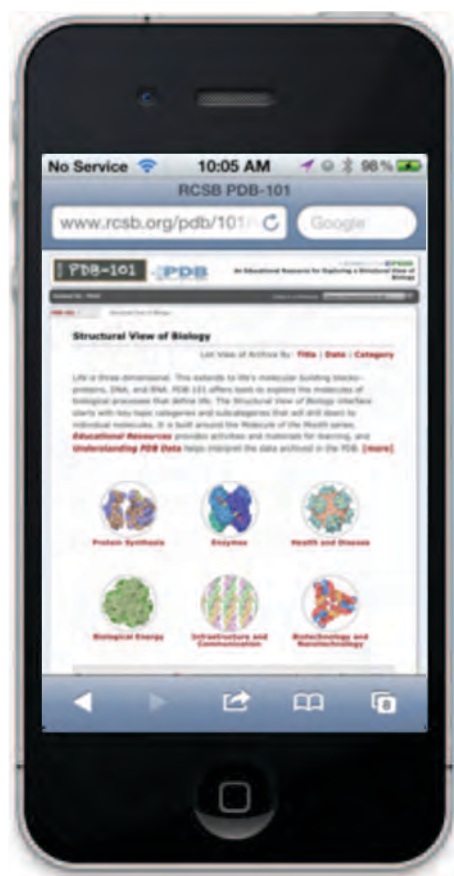 No Service 10:05 AM 98%
RCSB PDB-101
www.rcsb.org/pdb/101 Google
PDB-101 PDB An Educational Resource for Exploring a Structural View of Biology
Structural View of Biology
List View of Archive By: Title | Date | Category
Life is three-dimensional. This extends to life's molecular building blocks-
proteins, DNA, and RNA. PDB-101 offers tools to explore the molecules of
biological processes that define life. The Structural View of Biology interface
starts with key topic categories and subcategories that will drill down to
individual molecules. It is built around the Molecule of the Month series.
Educational Resources provides activities and materials for learning, and
Understanding PDB Data helps interpret the data archived in the PDB. [more]
Protein Synthesis Enzymes Health and Disease
Biological Energy Infrastructure and Communication Biotechnology and Nanotechnology
8